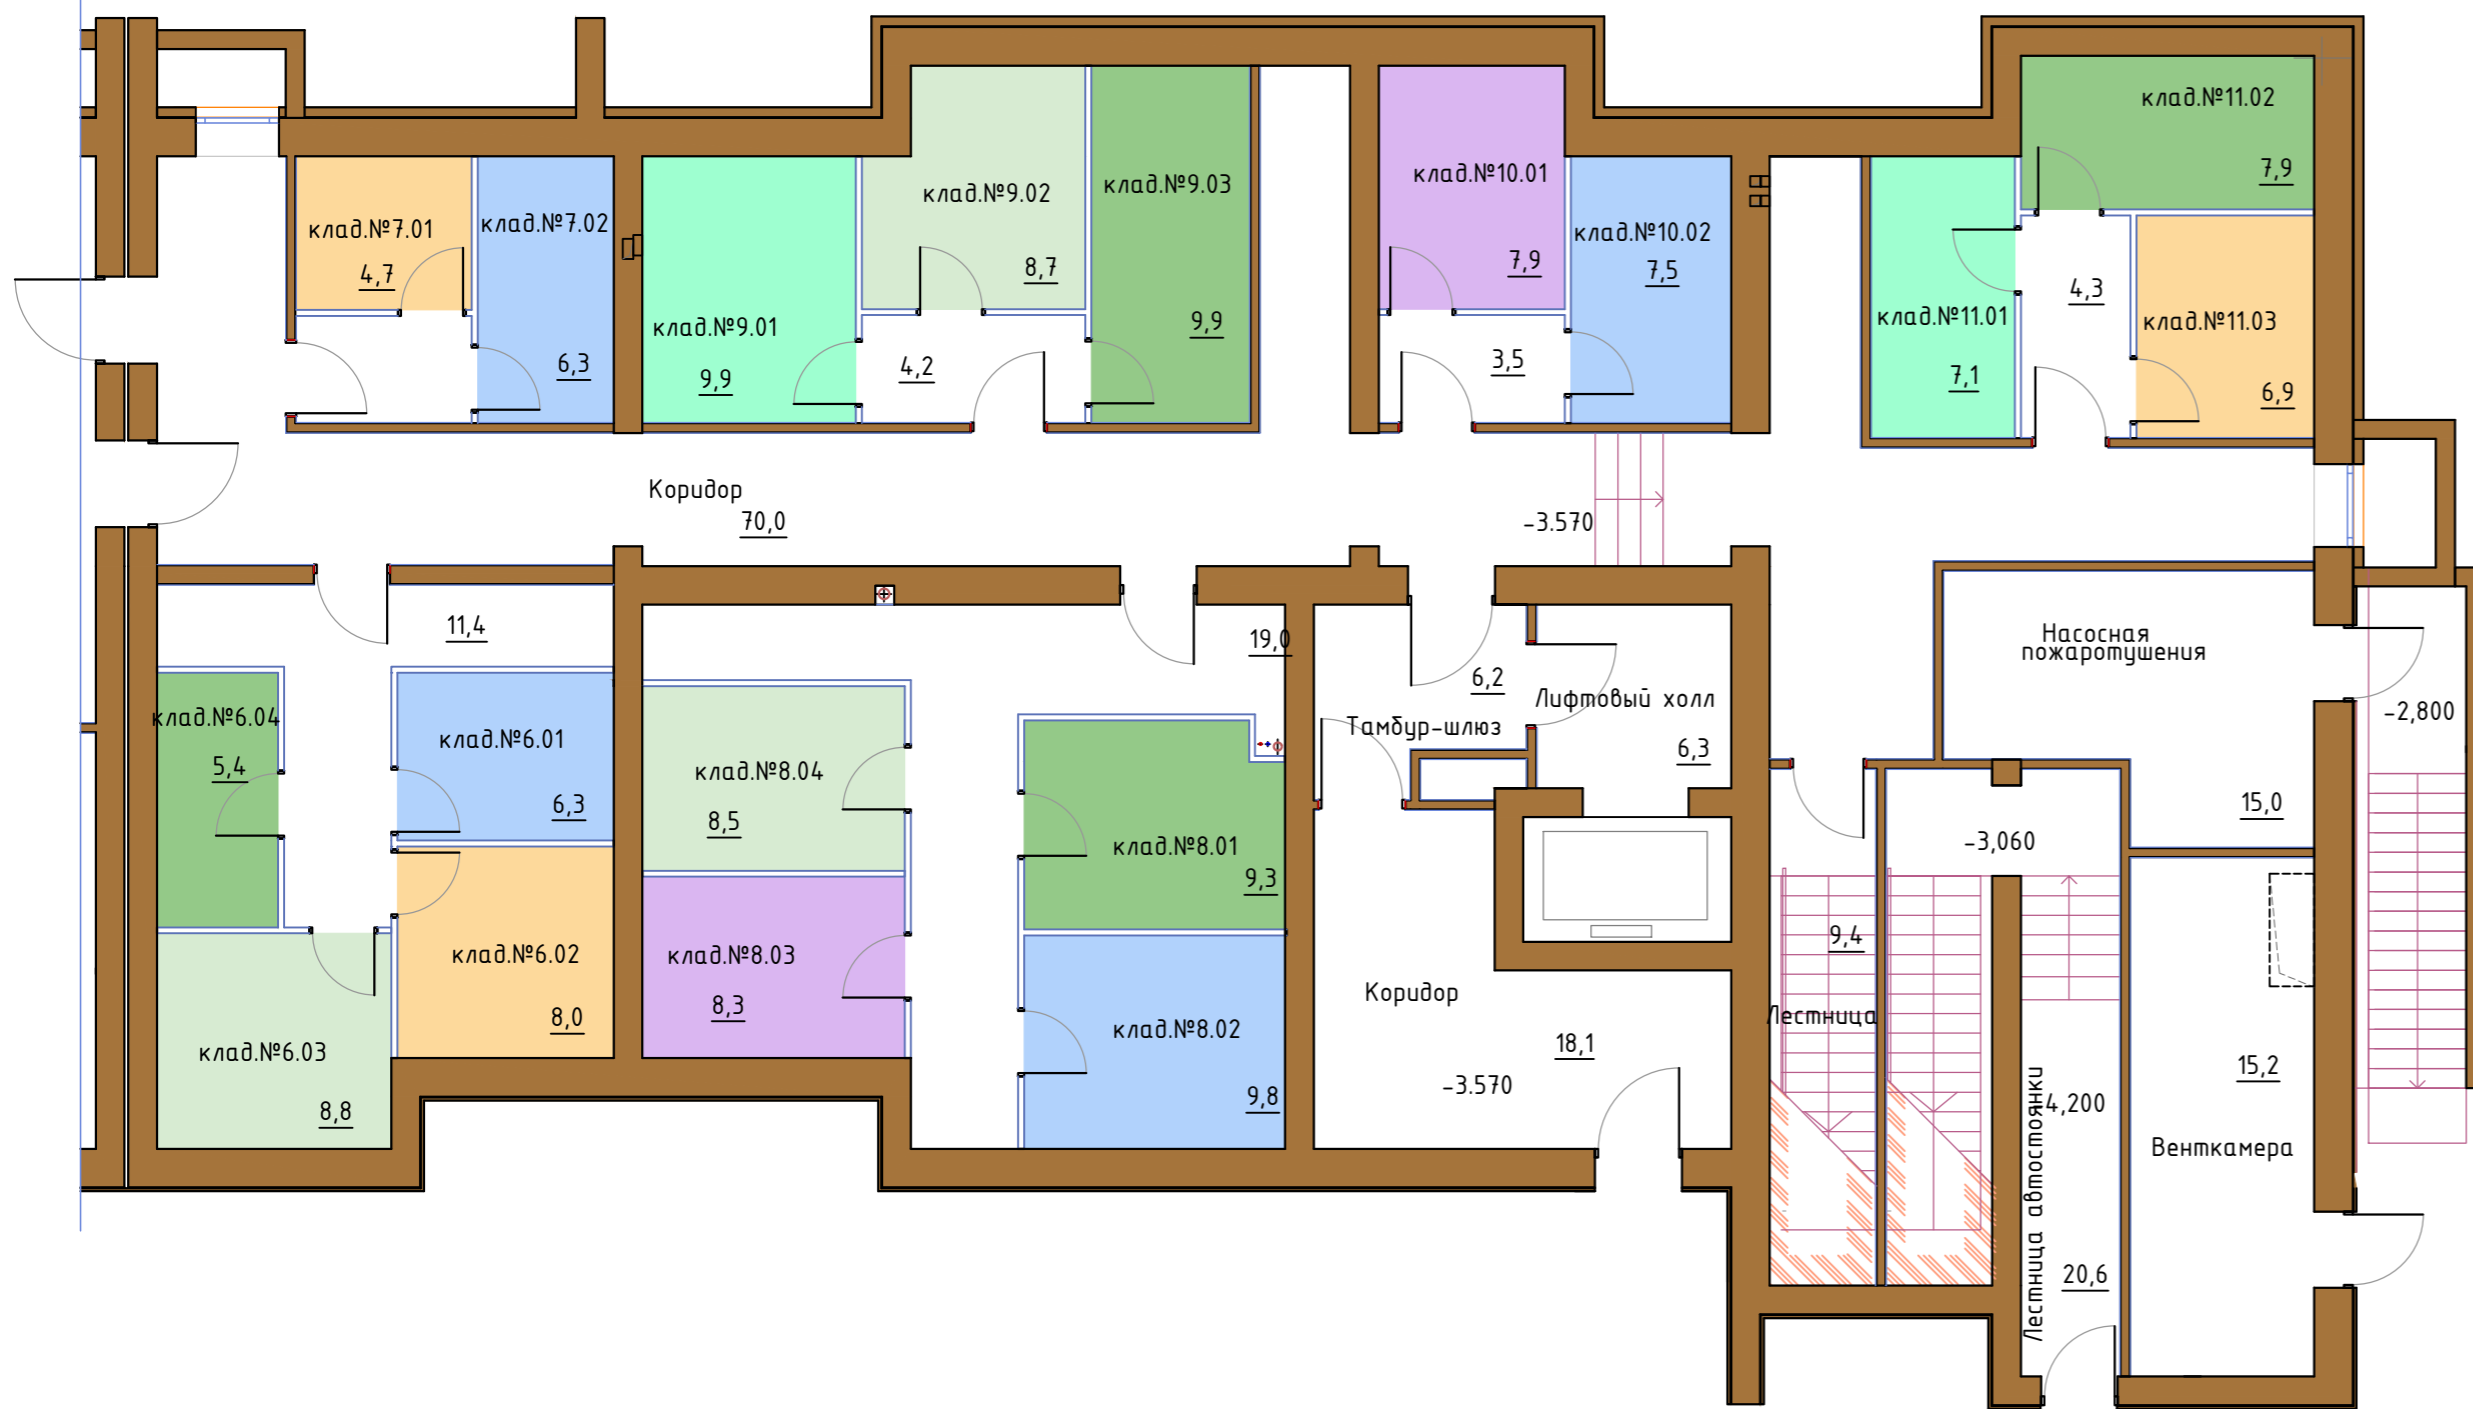 клад.№11.02
7,9
клад.№10.01
7,9
клад.№9.02
8,7
клад.№9.03
9,9
клад.№7.01
4,7
клад.№7.02
6,3
клад.№10.02
7,5
клад.№9.01
9,9
4,2
3,5
клад.№11.01
7,1
4,3
клад.№11.03
6,9
Коридор
70,0
-3.570
11,4
19,0
6,2
Тамбур-шлюз
Лифтовый холл
6,3
Насосная
пожаротушения
15,0
-2,800
клад.№6.04
5,4
клад.№6.01
6,3
клад.№8.04
8,5
клад.№8.01
9,3
-3,060
клад.№6.02
8,0
клад.№8.03
8,3
клад.№8.02
9,8
клад.№6.03
8,8
Коридор
18,1
-3.570
9,4
Лестница
-4,200
Лестница автостоянки
20,6
15,2
Венткамера